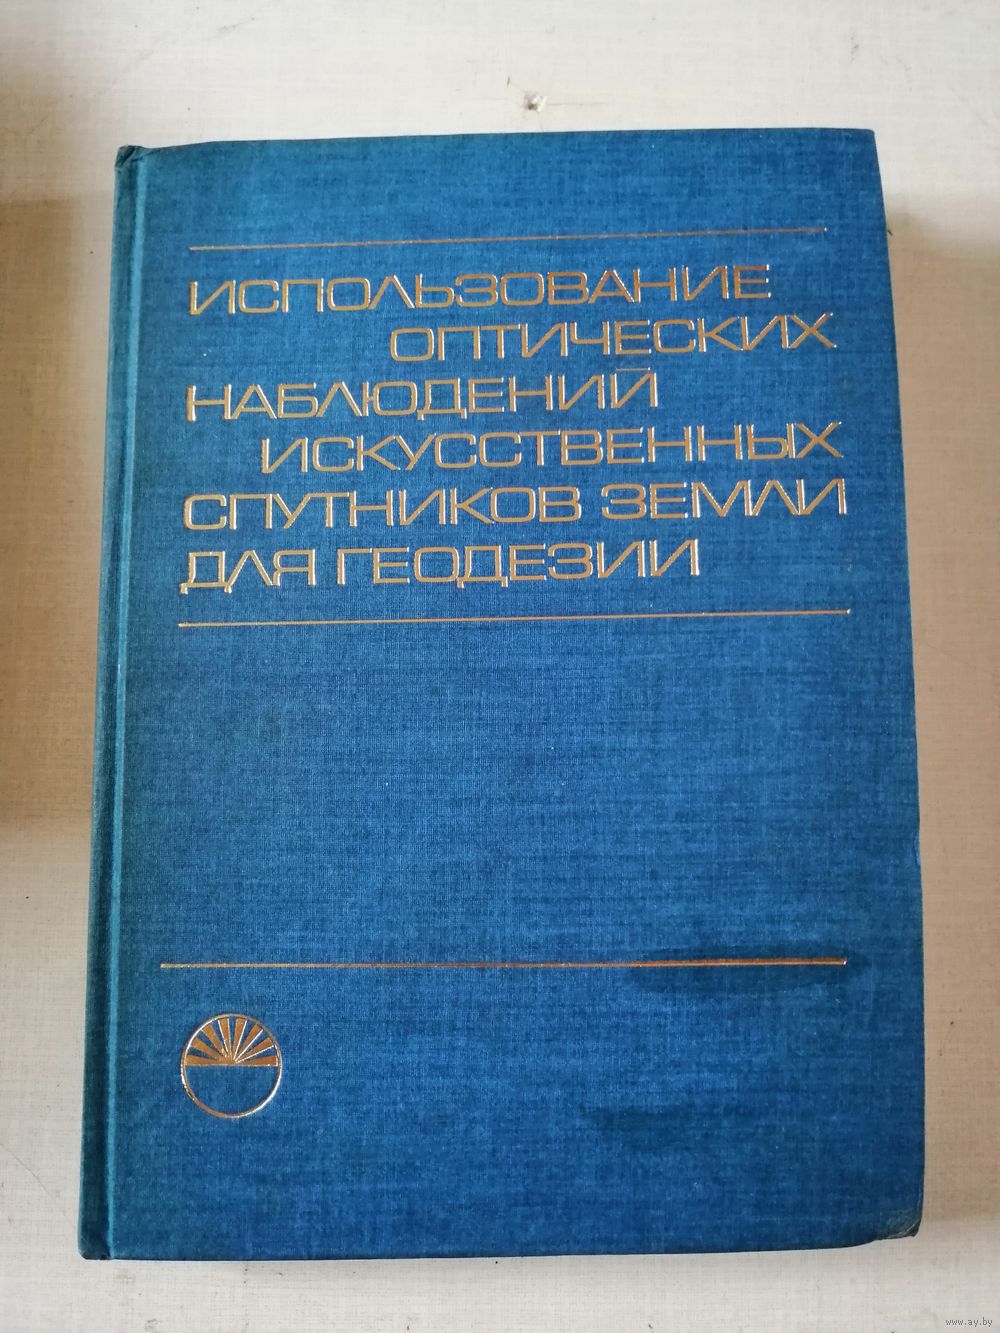 ИСПОЛЬЗОВАНИЕ
ОПТИЧЕСКИХ
НАБЛЮДЕНИЙ
ИСКУССТВЕННЫХ
СПУТНИКОВ ЗЕМЛИ
ДЛЯ ГЕОДЕЗИИ
www.ay.by